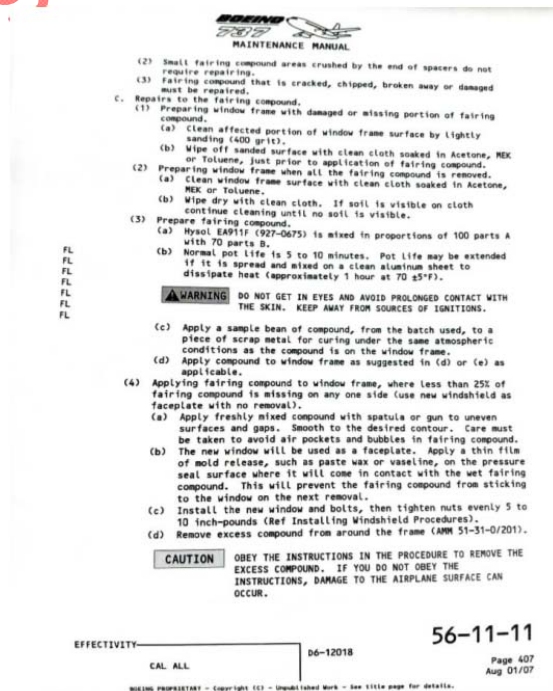 BOEING
737
MAINTENANCE MANUAL
(2) Small fairing compound areas crushed by the end of spacers do not
require repairing.
(3) Fairing compound that is cracked, chipped, broken away or damaged
must be repaired.
C. Repairs to the fairing compound.
(1) Preparing window frame with damaged or missing portion of fairing
compound.
(a) Clean affected portion of window frame surface by lightly
sanding (400 grit).
(b) Wipe off sanded surface with clean cloth soaked in Acetone, MEK
or Toluene, just prior to application of fairing compound.
(2) Preparing window frame when all the fairing compound is removed.
(a) Clean window frame surface with clean cloth soaked in Acetone,
MEK or Toluene.
(b) Wipe dry with clean cloth. If soil is visible on cloth
continue cleaning until no soil is visible.
(3) Prepare fairing compound.
(a) Hysol EA911F (927-0675) is mixed in proportions of 100 parts A
with 70 parts B.
(b) Normal pot life is 5 to 10 minutes. Pot life may be extended
if it is spread and mixed on a clean aluminum sheet to
dissipate heat (approximately 1 hour at 70 ±5°F).
FL
FL
FL
FL
FL
FL
FL
WARNING DO NOT GET IN EYES AND AVOID PROLONGED CONTACT WITH
THE SKIN. KEEP AWAY FROM SOURCES OF IGNITIONS.
(c) Apply a sample bean of compound, from the batch used, to a
piece of scrap metal for curing under the same atmospheric
conditions as the compound is on the window frame.
(d) Apply compound to window frame as suggested in (d) or (e) as
applicable.
(4) Applying fairing compound to window frame, where less than 25% of
fairing compound is missing on any one side (use new windshield as
faceplate with no removal).
(a) Apply freshly mixed compound with spatula or gun to uneven
surfaces and gaps. Smooth to the desired contour. Care must
be taken to avoid air pockets and bubbles in fairing compound.
(b) The new window will be used as a faceplate. Apply a thin film
of mold release, such as paste wax or vaseline, on the pressure
seal surface where it will come in contact with the wet fairing
compound. This will prevent the fairing compound from sticking
to the window on the next removal.
(c) Install the new window and bolts, then tighten nuts evenly 5 to
10 inch-pounds (Ref Installing Windshield Procedures).
(d) Remove excess compound from around the frame (AMM 51-31-0/201).
CAUTION OBEY THE INSTRUCTIONS IN THE PROCEDURE TO REMOVE THE
EXCESS COMPOUND. IF YOU DO NOT OBEY THE
INSTRUCTIONS, DAMAGE TO THE AIRPLANE SURFACE CAN
OCCUR.
56-11-11
EFFECTIVITY
D6-12018
CAL ALL
Page 407
Aug 01/07
BOEING PROPRIETARY - Copyright (C) - Unpublished Work - See title page for details.